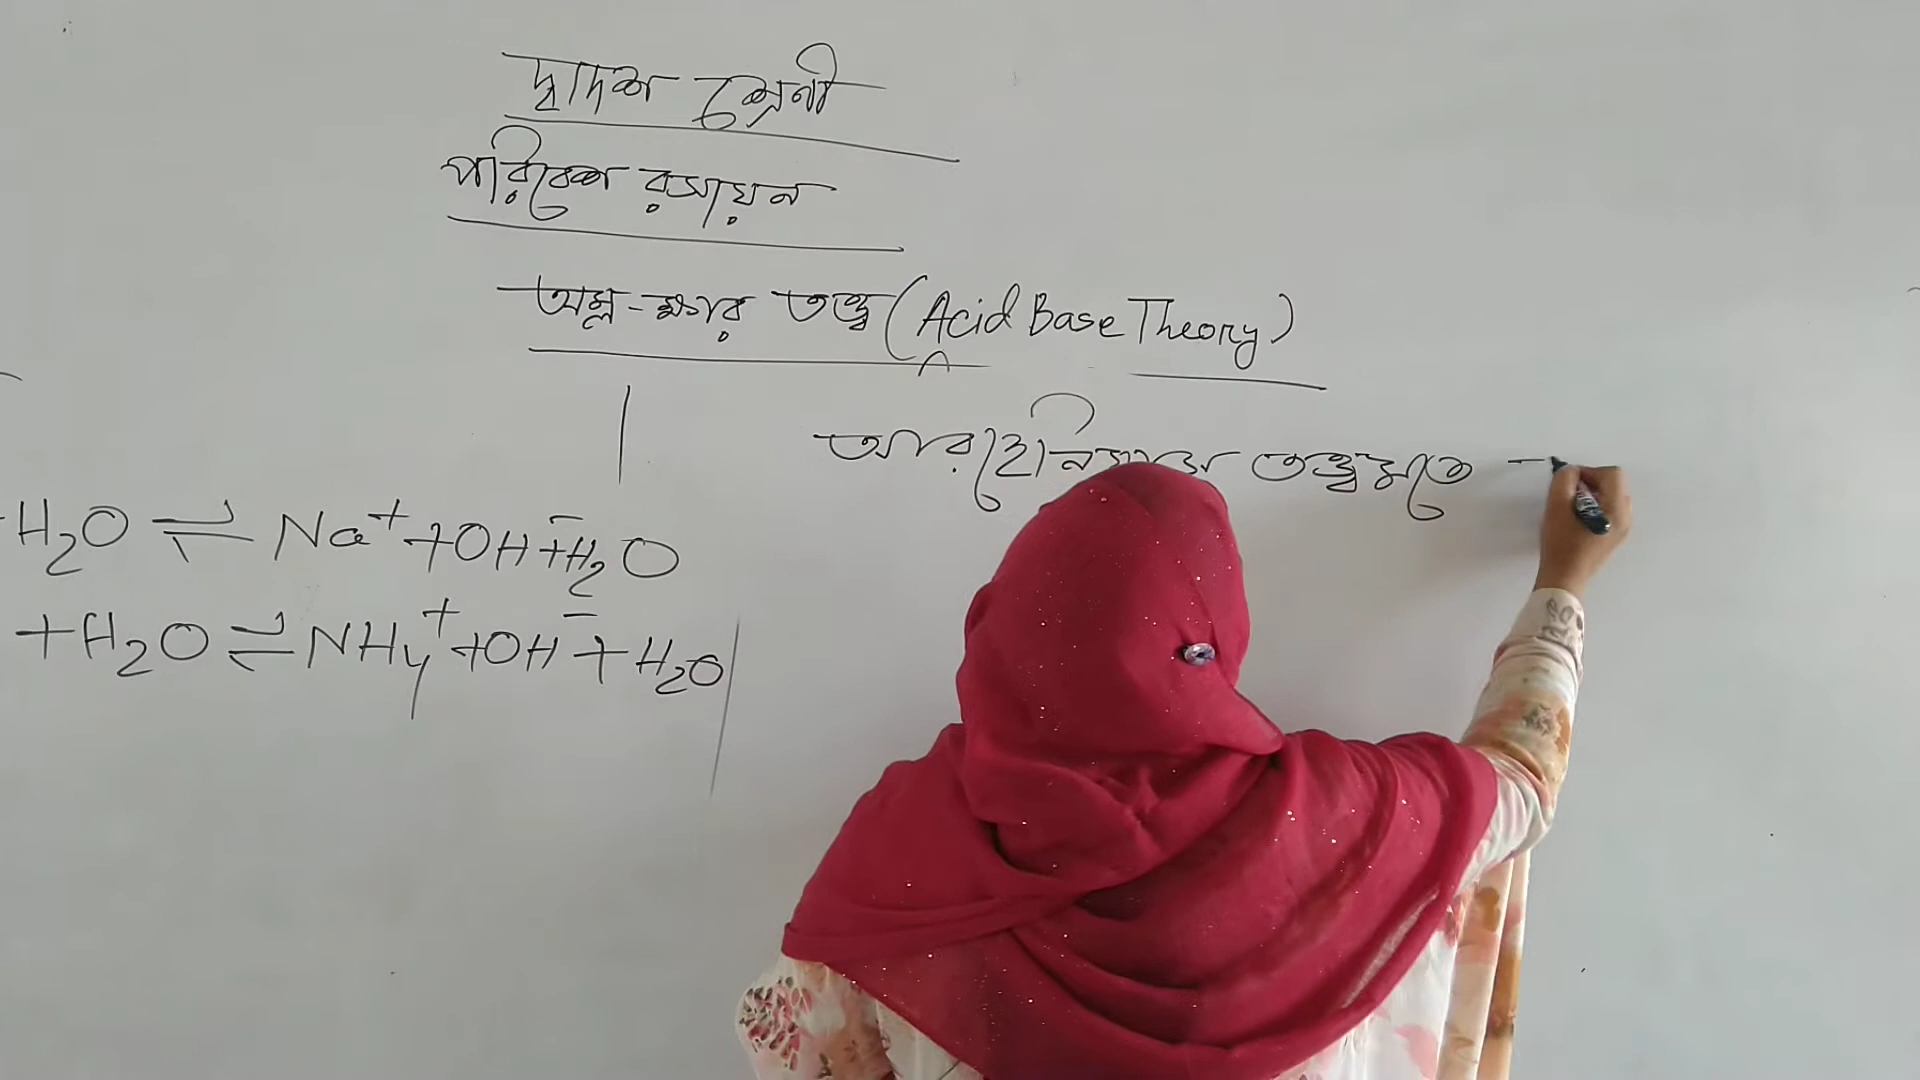 দ্বাদশ শ্রেনী
পরিবেশ রসায়ন
অম্ল-ক্ষার তত্ত্ব (Acid Base Theory)
আরহেনিয়াস তত্ত্বমতে -
H₂O ⇌ Na⁺ + OH⁻ + H₂O
+ H₂O ⇌ NH₄⁺ + OH⁻ + H₂O